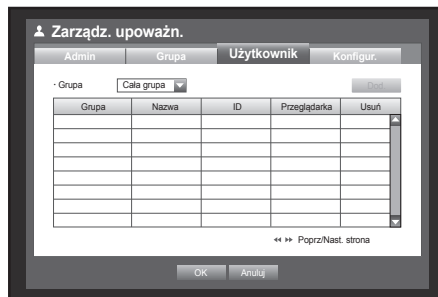 Zarządz. upoważn.
Admin Grupa Użytkownik Konfigur.
· Grupa Cała grupa Dod.
Grupa Nazwa ID Przeglądarka Usuń
Poprz/Nast. strona
OK Anuluj